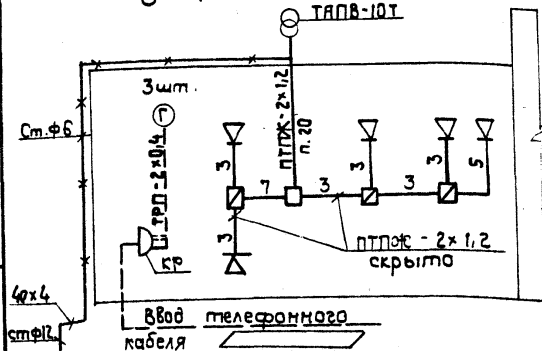 ТАПВ-10Т
3шт.
Г
Ст.ф6
ТРП-2х0,4
ПТПЖ-2х1,2
п.20
3
3
3
5
7
3
3
3
ПТПЖ - 2х1,2
скрыто
КР
40х4
стф12
Ввод телефонного
кабеля